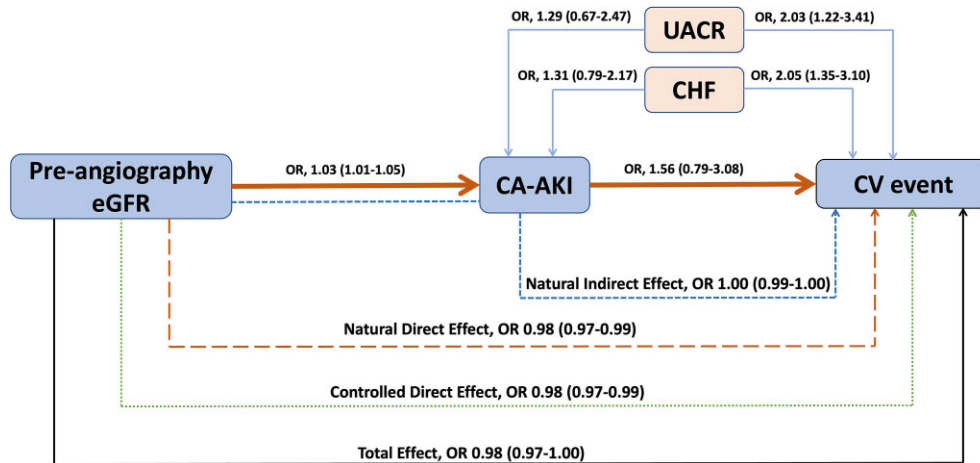 OR, 1.29 (0.67-2.47)
UACR
OR, 2.03 (1.22-3.41)
OR, 1.31 (0.79-2.17)
CHF
OR, 2.05 (1.35-3.10)
Pre-angiography
eGFR
OR, 1.03 (1.01-1.05)
CA-AKI
OR, 1.56 (0.79-3.08)
CV event
Natural Indirect Effect, OR 1.00 (0.99-1.00)
Natural Direct Effect, OR 0.98 (0.97-0.99)
Controlled Direct Effect, OR 0.98 (0.97-0.99)
Total Effect, OR 0.98 (0.97-1.00)